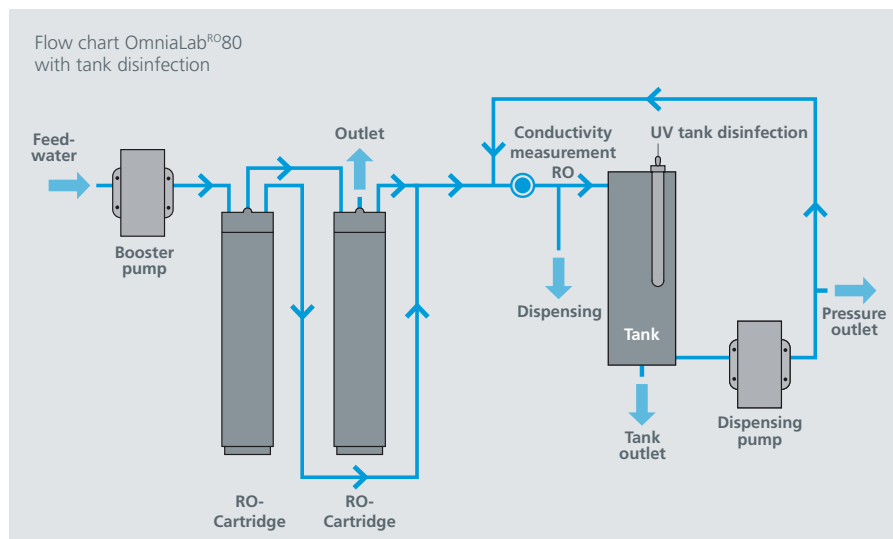 Flow chart OmniaLabRO80
with tank disinfection
Feed-
water
Booster
pump
Outlet
Conductivity
measurement
RO
UV tank disinfection
Dispensing
Tank
Pressure
outlet
Tank
outlet
Dispensing
pump
RO-
Cartridge
RO-
Cartridge